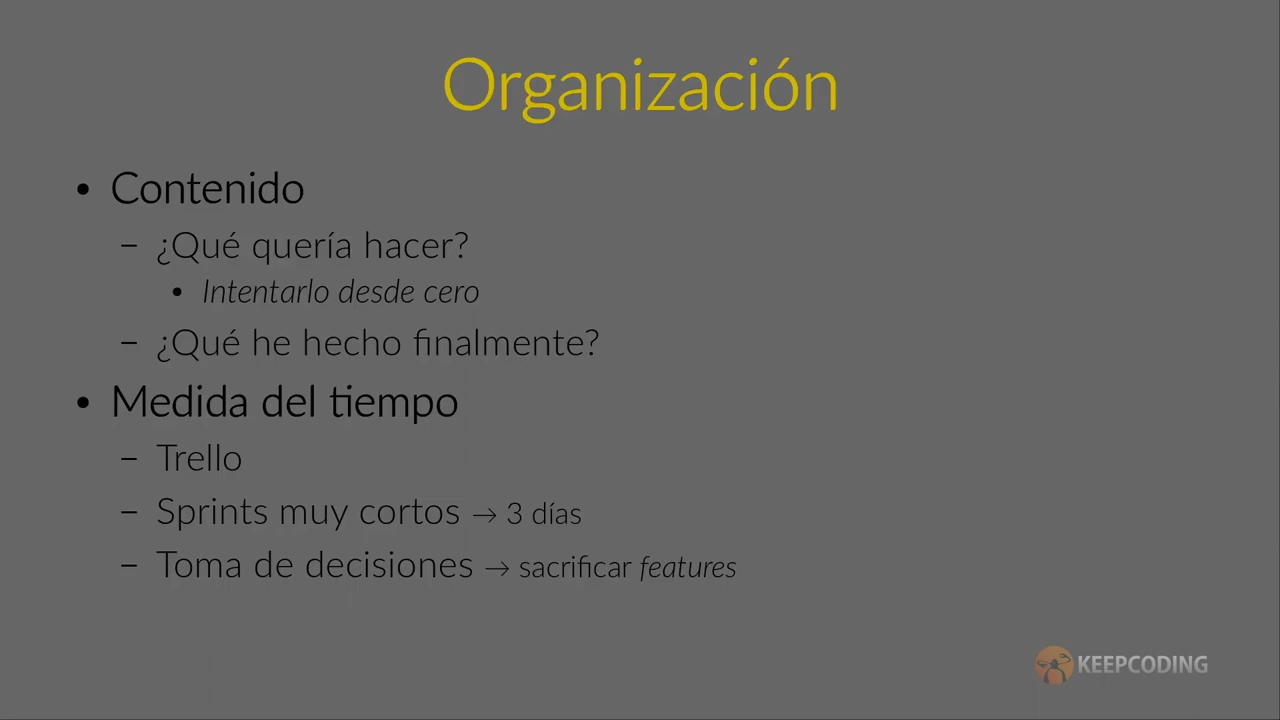 Organización
• Contenido
– ¿Qué quería hacer?
• Intentarlo desde cero
– ¿Qué he hecho finalmente?
• Medida del tiempo
– Trello
– Sprints muy cortos → 3 días
– Toma de decisiones → sacrificar features
KEEPCODING